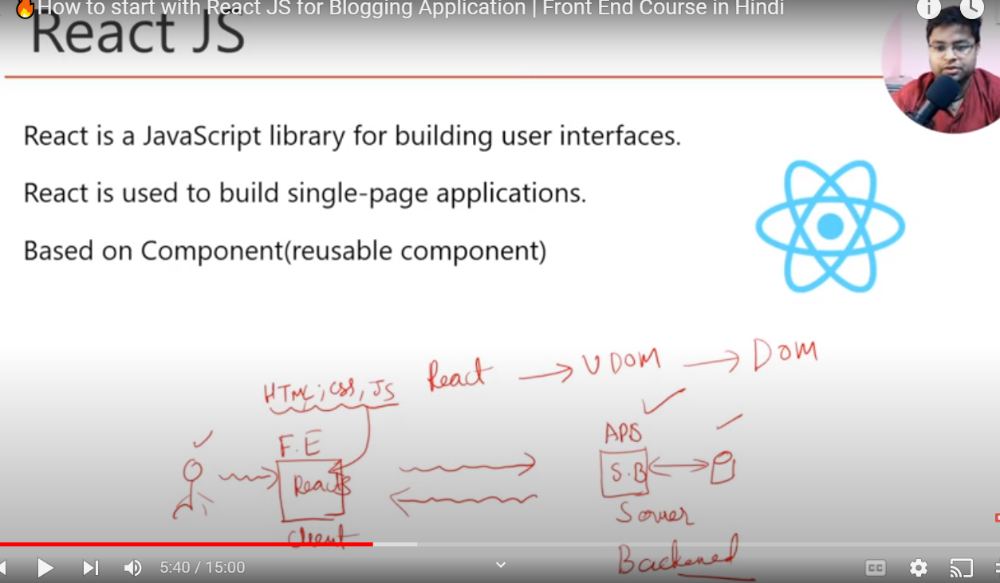 🔥How to start with React JS for Blogging Application | Front End Course in Hindi
React JS
React is a JavaScript library for building user interfaces.
React is used to build single-page applications.
Based on Component(reusable component)
React → VDOM → DOM
HTML, CSS, JS
F.E
React
Client
S.B
Server
Backened
5:40 / 15:00
CC